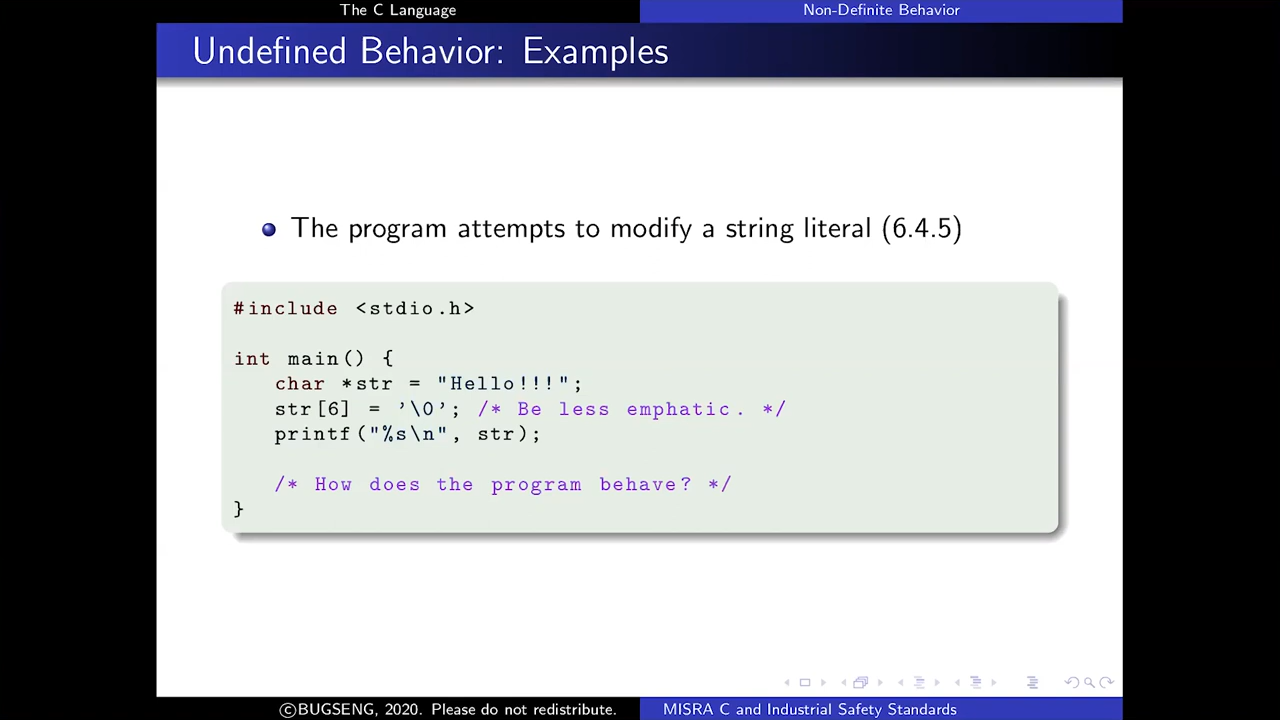 The C Language
Non-Definite Behavior
Undefined Behavior: Examples
The program attempts to modify a string literal (6.4.5)
#include <stdio.h>
int main() {
char *str = "Hello!!!";
str[6] = '\0'; /* Be less emphatic. */
printf("%s\n", str);
/* How does the program behave? */
}
©BUGSENG, 2020. Please do not redistribute.
MISRA C and Industrial Safety Standards